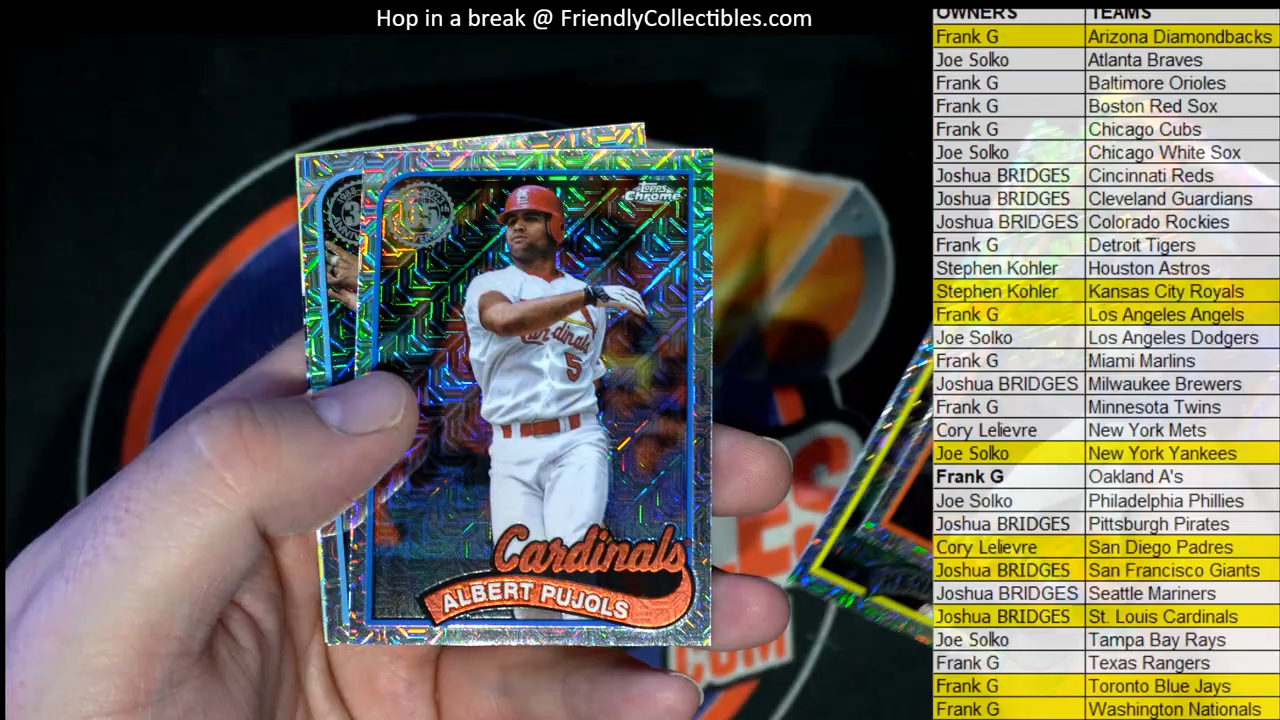 Hop in a break @ FriendlyCollectibles.com
OWNERS TEAMS
Frank G Arizona Diamondbacks
Joe Solko Atlanta Braves
Frank G Baltimore Orioles
Frank G Boston Red Sox
Frank G Chicago Cubs
Joe Solko Chicago White Sox
Joshua BRIDGES Cincinnati Reds
Joshua BRIDGES Cleveland Guardians
Joshua BRIDGES Colorado Rockies
Frank G Detroit Tigers
Stephen Kohler Houston Astros
Stephen Kohler Kansas City Royals
Frank G Los Angeles Angels
Joe Solko Los Angeles Dodgers
Frank G Miami Marlins
Joshua BRIDGES Milwaukee Brewers
Frank G Minnesota Twins
Cory Lelievre New York Mets
Joe Solko New York Yankees
Frank G Oakland A's
Joe Solko Philadelphia Phillies
Joshua BRIDGES Pittsburgh Pirates
Cory Lelievre San Diego Padres
Joshua BRIDGES San Francisco Giants
Joshua BRIDGES Seattle Mariners
Joshua BRIDGES St. Louis Cardinals
Joe Solko Tampa Bay Rays
Frank G Texas Rangers
Frank G Toronto Blue Jays
Frank G Washington Nationals
Topps
Chrome
Cardinals
5
Cardinals
ALBERT PUJOLS
COM